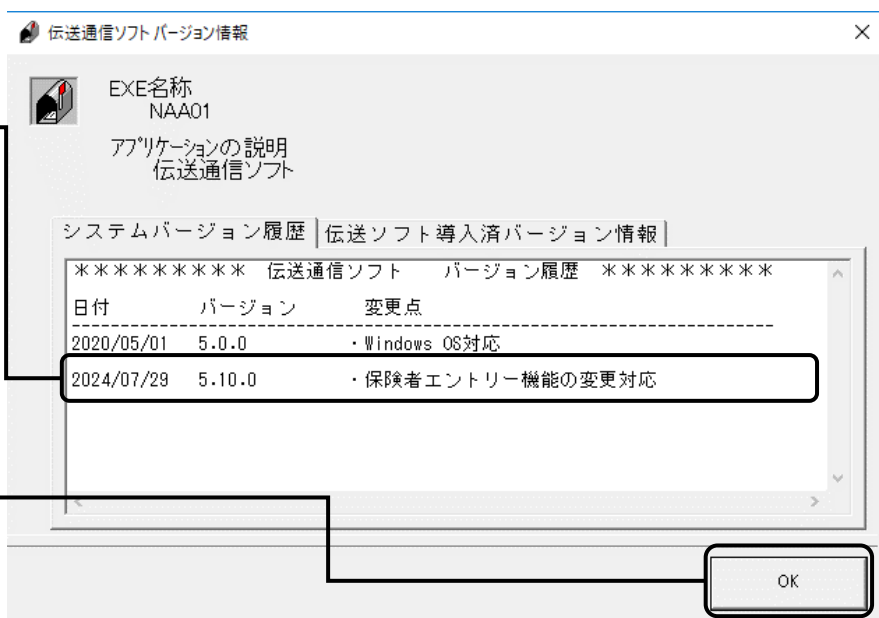 伝送通信ソフト バージョン情報
EXE名称
NAA01
アプリケーションの説明
伝送通信ソフト
システムバージョン履歴 伝送ソフト導入済バージョン情報
********* 伝送通信ソフト バージョン履歴 *********
日付 バージョン 変更点
--------------------------------------------------------------------------------
2020/05/01 5.0.0 ・Windows OS対応
2024/07/29 5.10.0 ・保険者エントリー機能の変更対応
OK